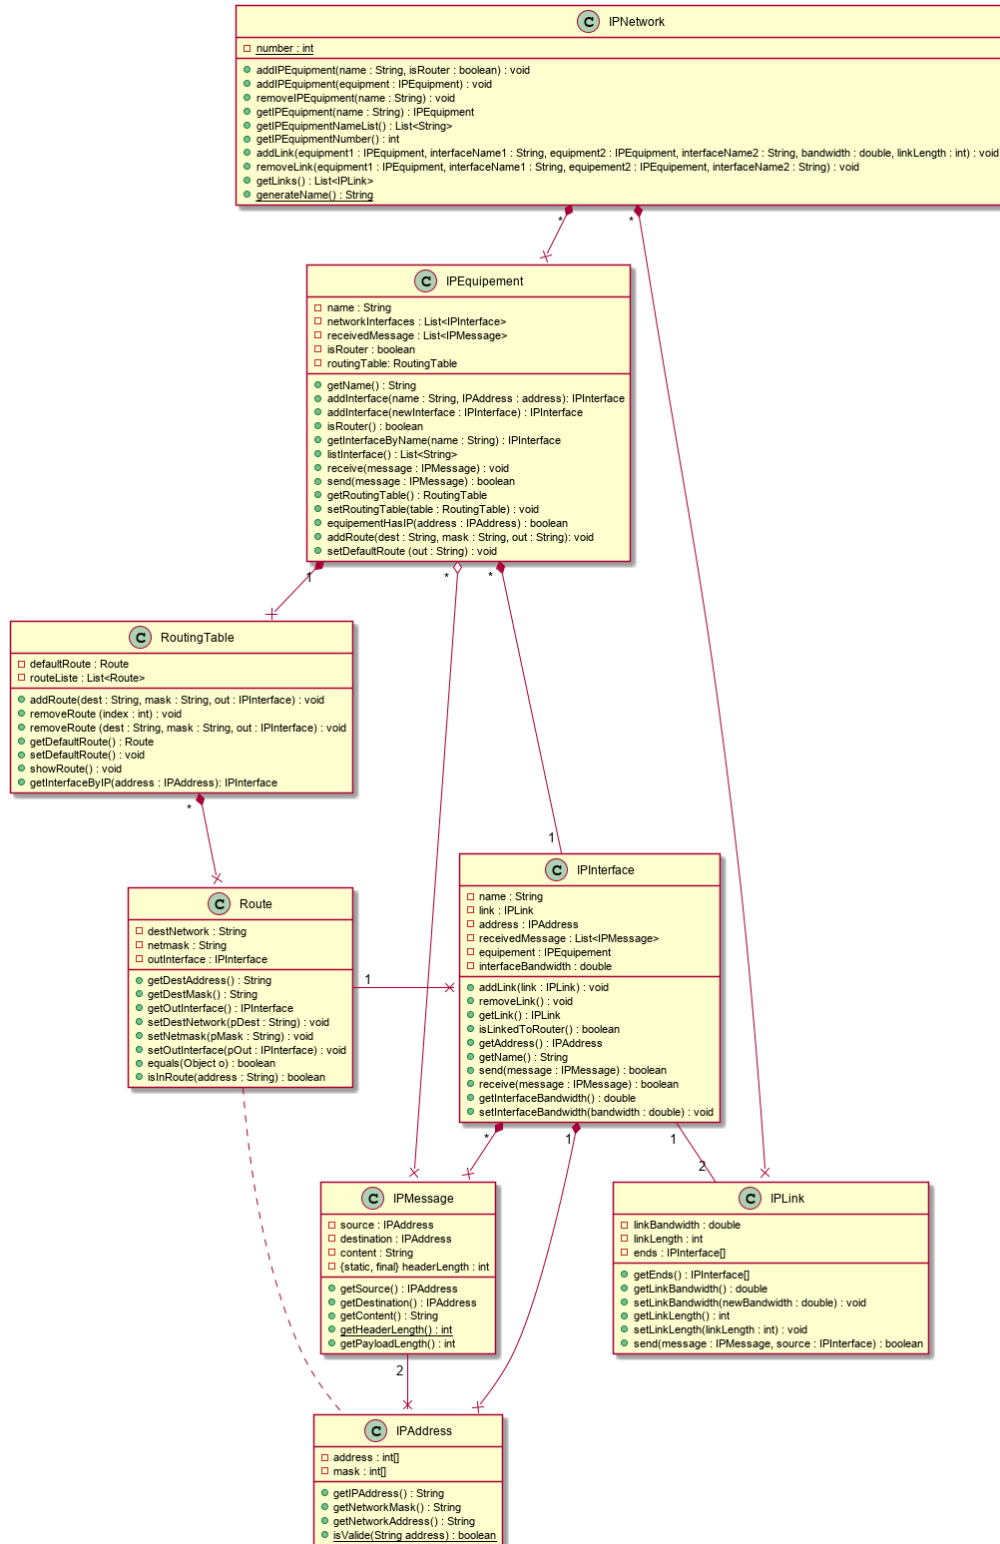 C IPNetwork
number : int
addIPEquipment(name : String, isRouter : boolean) : void
addIPEquipment(equipment : IPEquipment) : void
removeIPEquipment(name : String) : void
getIPEquipment(name : String) : IPEquipment
getIPEquipmentNameList() : List<String>
getIPEquipmentNumber() : int
addLink(equipment1 : IPEquipment, interfaceName1 : String, equipment2 : IPEquipment, interfaceName2 : String, bandwidth : double, linkLength : int) : void
removeLink(equipment1 : IPEquipment, interfaceName1 : String, equipement2 : IPEquipement, interfaceName2 : String) : void
getLinks() : List<IPLink>
generateName() : String
* *
C IPEquipement
name : String
networkInterfaces : List<IPInterface>
receivedMessage : List<IPMessage>
isRouter : boolean
routingTable: RoutingTable
getName() : String
addInterface(name : String, IPAddress : address): IPInterface
addInterface(newInterface : IPInterface) : IPInterface
isRouter() : boolean
getInterfaceByName(name : String) : IPInterface
listInterface() : List<String>
receive(message : IPMessage) : void
send(message : IPMessage) : boolean
getRoutingTable() : RoutingTable
setRoutingTable(table : RoutingTable) : void
equipementHasIP(address : IPAddress) : boolean
addRoute(dest : String, mask : String, out : String): void
setDefaultRoute (out : String) : void
1 * *
C RoutingTable
defaultRoute : Route
routeListe : List<Route>
addRoute(dest : String, mask : String, out : IPInterface) : void
removeRoute (index : int) : void
removeRoute (dest : String, mask : String, out : IPInterface) : void
getDefaultRoute() : Route
setDefaultRoute() : void
showRoute() : void
getInterfaceByIP(address : IPAddress): IPInterface
*
1
C Route
destNetwork : String
netmask : String
outInterface : IPInterface
getDestAddress() : String
getDestMask() : String
getOutInterface() : IPInterface
setDestNetwork(pDest : String) : void
setNetmask(pMask : String) : void
setOutInterface(pOut : IPInterface) : void
equals(Object o) : boolean
isInRoute(address : String) : boolean
1
C IPInterface
name : String
link : IPLink
address : IPAddress
receivedMessage : List<IPMessage>
equipement : IPEquipement
interfaceBandwidth : double
addLink(link : IPLink) : void
removeLink() : void
getLink() : IPLink
isLinkedToRouter() : boolean
getAddress() : IPAddress
getName() : String
send(message : IPMessage) : boolean
receive(message : IPMessage) : boolean
getInterfaceBandwidth() : double
setInterfaceBandwidth(bandwidth : double) : void
* 1 1
2
C IPMessage
source : IPAddress
destination : IPAddress
content : String
{static, final} headerLength : int
getSource() : IPAddress
getDestination() : IPAddress
getContent() : String
getHeaderLength() : int
getPayloadLength() : int
2
C IPLink
linkBandwidth : double
linkLength : int
ends : IPInterface[]
getEnds() : IPInterface[]
getLinkBandwidth() : double
setLinkBandwidth(newBandwidth : double) : void
getLinkLength() : int
setLinkLength(linkLength : int) : void
send(message : IPMessage, source : IPInterface) : boolean
C IPAddress
address : int[]
mask : int[]
getIPAddress() : String
getNetworkMask() : String
getNetworkAddress() : String
isValide(String address) : boolean